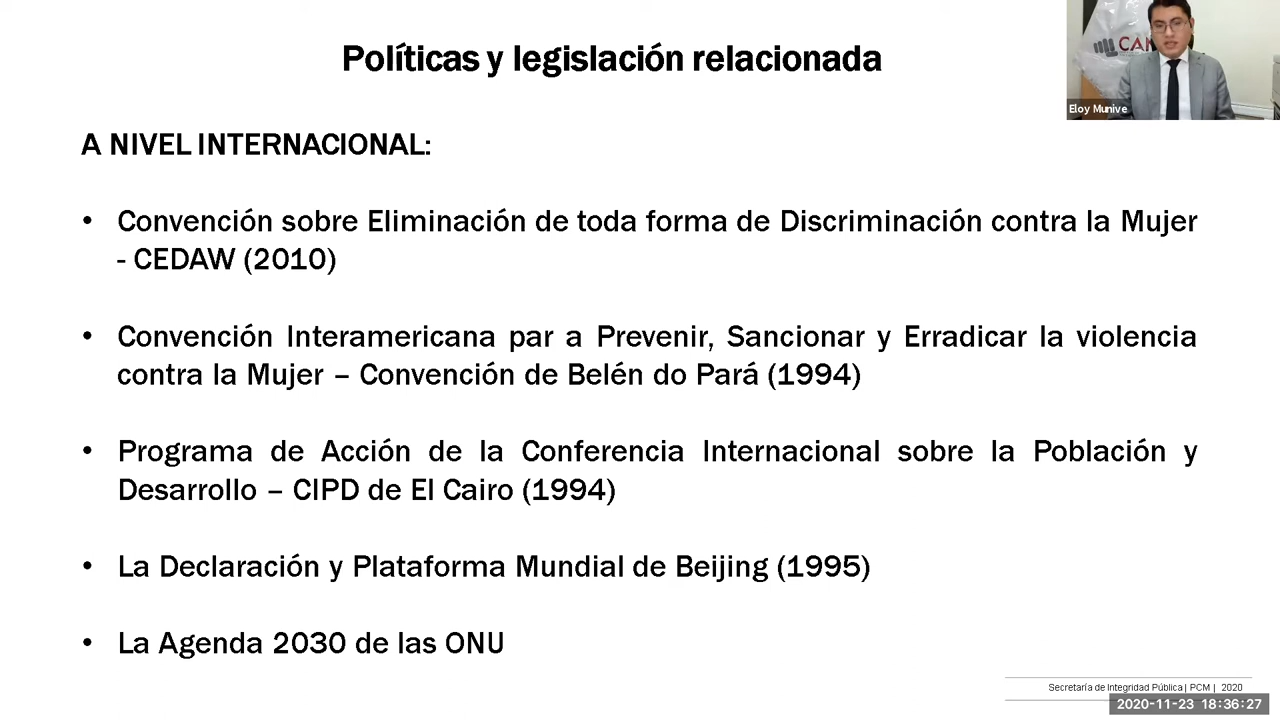 Políticas y legislación relacionada
Eloy Munive
A NIVEL INTERNACIONAL:
• Convención sobre Eliminación de toda forma de Discriminación contra la Mujer
- CEDAW (2010)
• Convención Interamericana par a Prevenir, Sancionar y Erradicar la violencia
contra la Mujer – Convención de Belén do Pará (1994)
• Programa de Acción de la Conferencia Internacional sobre la Población y
Desarrollo – CIPD de El Cairo (1994)
• La Declaración y Plataforma Mundial de Beijing (1995)
• La Agenda 2030 de las ONU
Secretaría de Integridad Pública | PCM | 2020
2020-11-23 18:36:27